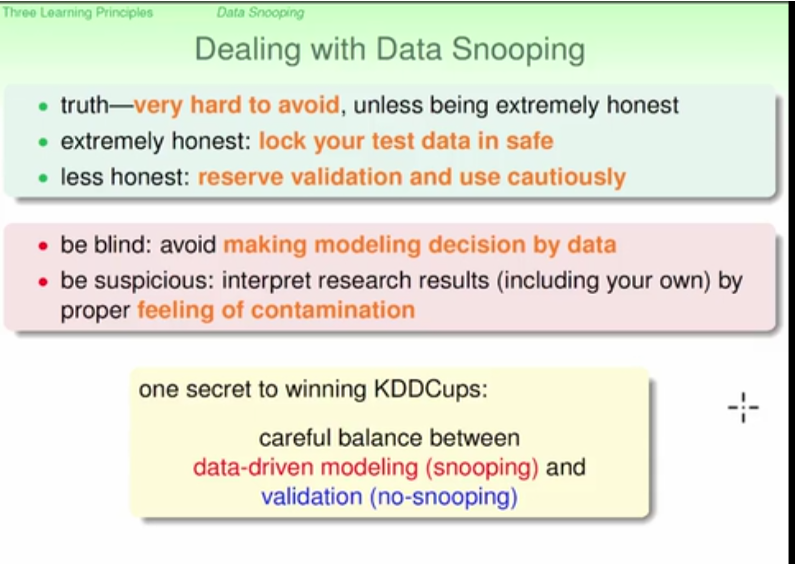 Three Learning Principles Data Snooping
Dealing with Data Snooping
• truth—very hard to avoid, unless being extremely honest
• extremely honest: lock your test data in safe
• less honest: reserve validation and use cautiously
• be blind: avoid making modeling decision by data
• be suspicious: interpret research results (including your own) by
proper feeling of contamination
one secret to winning KDDCups:
careful balance between
data-driven modeling (snooping) and
validation (no-snooping)